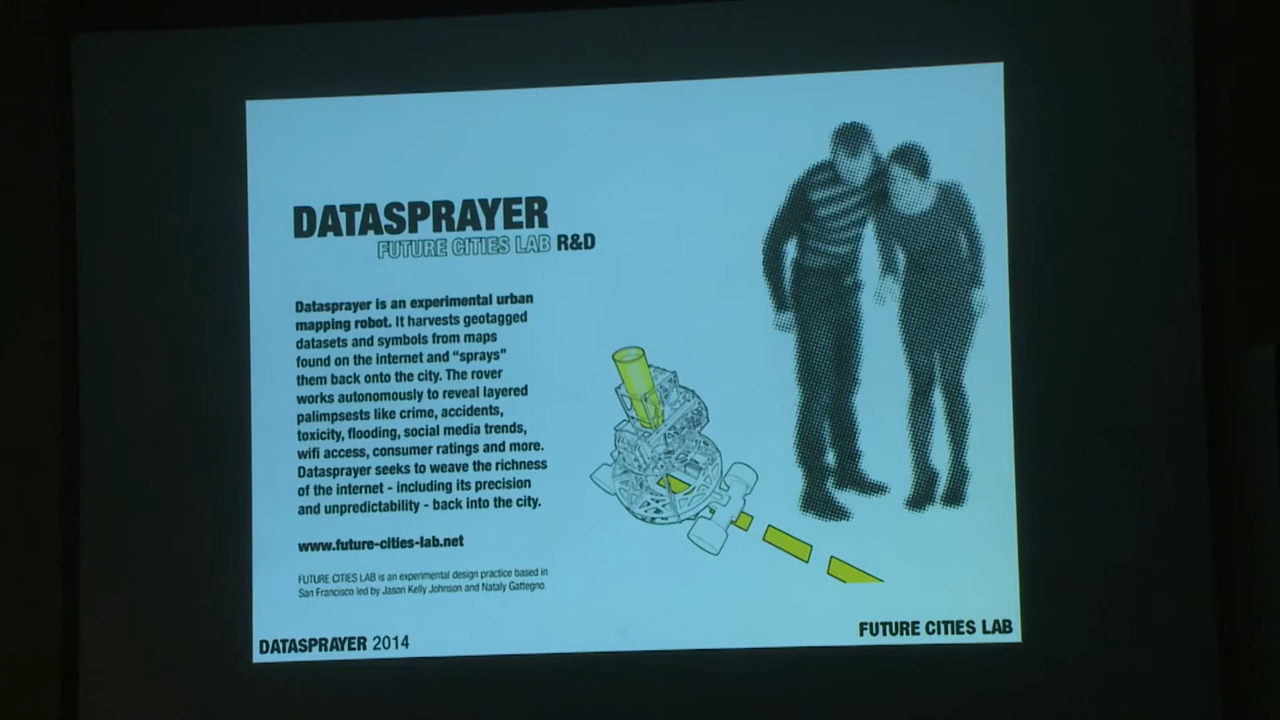 DATASPRAYER
FUTURE CITIES LAB R&D
Datasprayer is an experimental urban
mapping robot. It harvests geotagged
datasets and symbols from maps
found on the internet and “sprays”
them back onto the city. The rover
works autonomously to reveal layered
palimpsests like crime, accidents,
toxicity, flooding, social media trends,
wifi access, consumer ratings and more.
Datasprayer seeks to weave the richness
of the internet - including its precision
and unpredictability - back into the city.
www.future-cities-lab.net
FUTURE CITIES LAB is an experimental design practice based in
San Francisco led by Jason Kelly Johnson and Nataly Gattegno.
DATASPRAYER 2014
FUTURE CITIES LAB